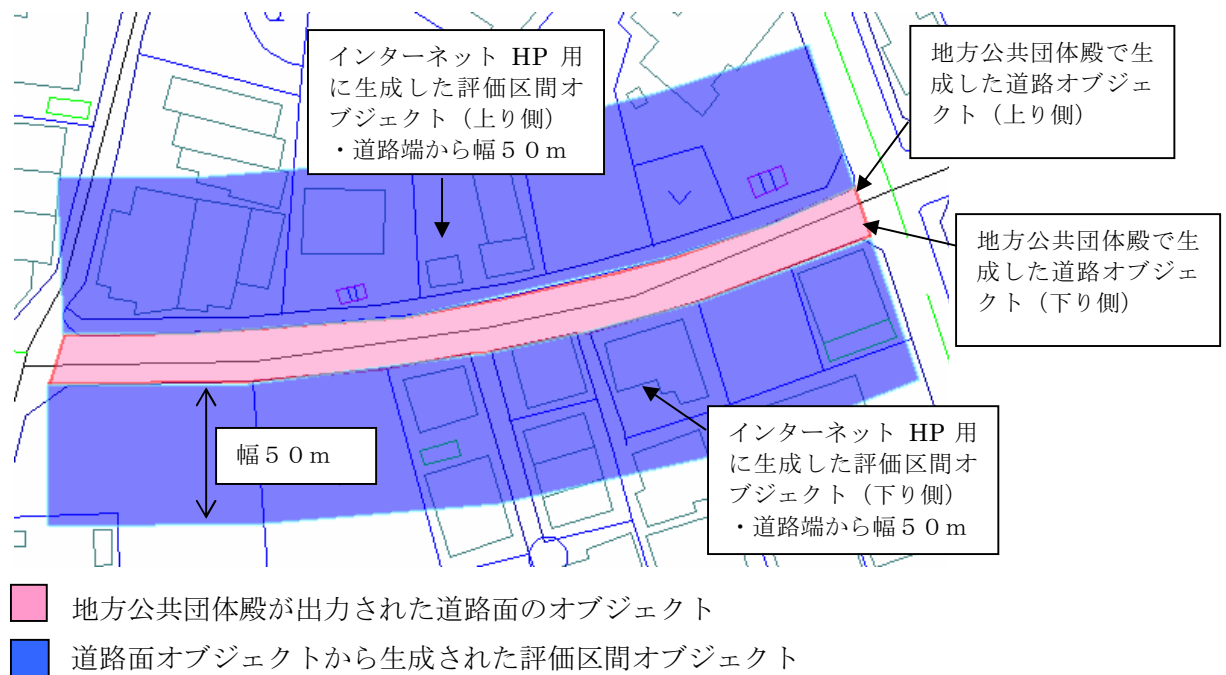 インターネット HP 用
に生成した評価区間オ
ブジェクト（上り側）
・道路端から幅５０ｍ
地方公共団体殿で生
成した道路オブジェ
クト（上り側）
地方公共団体殿で生
成した道路オブジェ
クト（下り側）
インターネット HP 用
に生成した評価区間オ
ブジェクト（下り側）
・道路端から幅５０ｍ
幅５０ｍ
地方公共団体殿が出力された道路面のオブジェクト
道路面オブジェクトから生成された評価区間オブジェクト